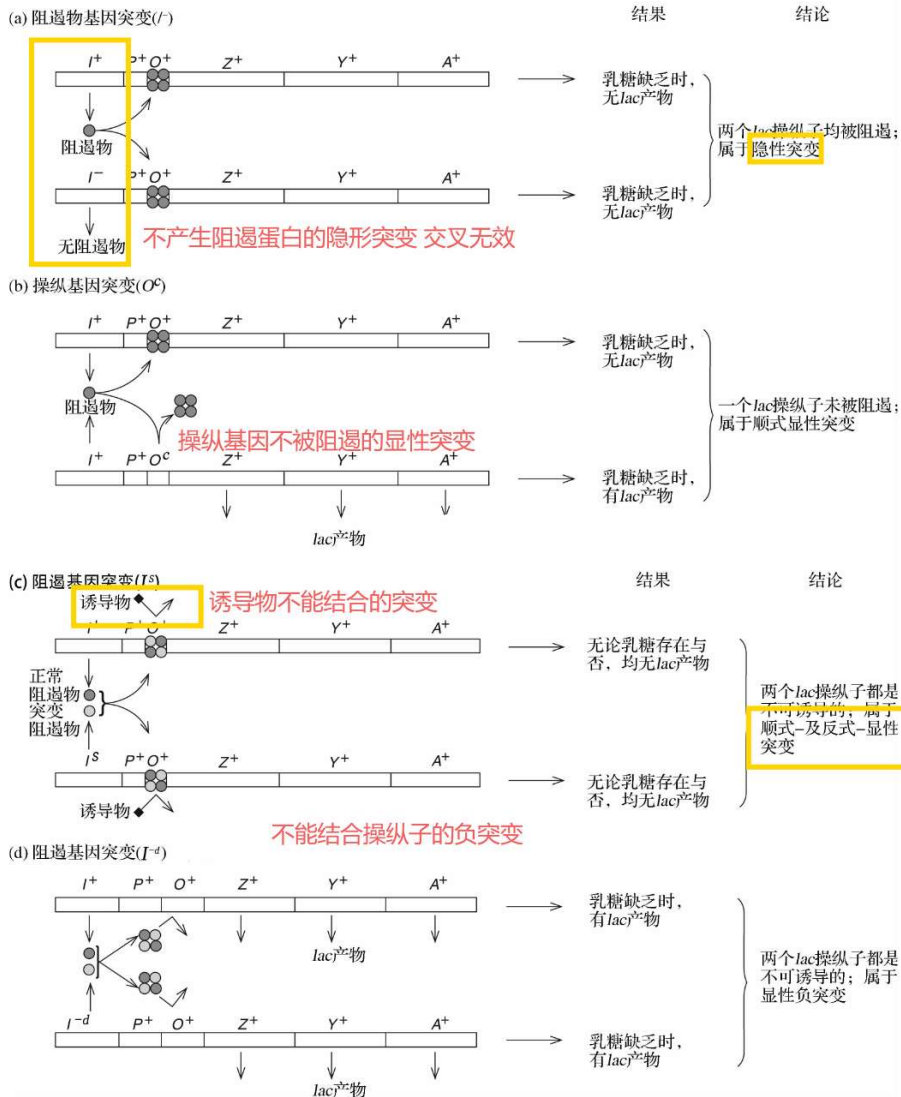 (a) 阻遏物基因突变(I⁻)
结果
结论
I⁺ P⁺ O⁺ Z⁺ Y⁺ A⁺
乳糖缺乏时，
无lac产物
阻遏物
两个lac操纵子均被阻遏；
属于隐性突变
I⁻ P⁺ O⁺ Z⁺ Y⁺ A⁺
乳糖缺乏时，
无lac产物
无阻遏物
不产生阻遏蛋白的隐形突变 交叉无效
(b) 操纵基因突变(Oᶜ)
I⁺ P⁺ O⁺ Z⁺ Y⁺ A⁺
乳糖缺乏时，
无lac产物
阻遏物
一个lac操纵子未被阻遏；
属于顺式显性突变
操纵基因不被阻遏的显性突变
I⁺ P⁺ Oᶜ Z⁺ Y⁺ A⁺
乳糖缺乏时，
有lac产物
lac产物
(c) 阻遏基因突变(Iˢ)
结果
结论
诱导物
诱导物不能结合的突变
I⁺ P⁺ O⁺ Z⁺ Y⁺ A⁺
无论乳糖存在与
否，均无lac产物
正常
阻遏物
突变
阻遏物
两个lac操纵子都是
不可诱导的；属于
顺式-及反式-显性
突变
Iˢ P⁺ O⁺ Z⁺ Y⁺ A⁺
无论乳糖存在与
否，均无lac产物
诱导物
不能结合操纵子的负突变
(d) 阻遏基因突变(I⁻ᵈ)
I⁺ P⁺ O⁺ Z⁺ Y⁺ A⁺
乳糖缺乏时，
有lac产物
lac产物
两个lac操纵子都是
不可诱导的；属于
显性负突变
I⁻ᵈ P⁺ O⁺ Z⁺ Y⁺ A⁺
乳糖缺乏时，
有lac产物
lac产物